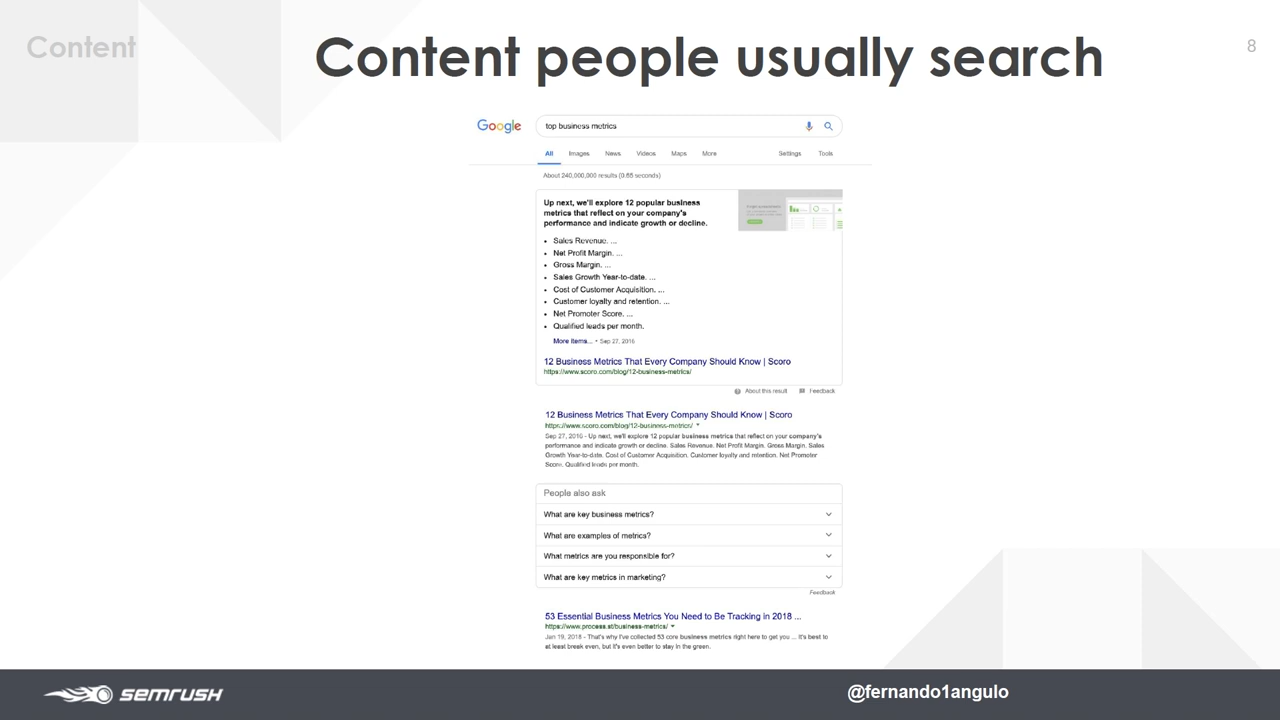 Content
Content people usually search
8
Google
top business metrics
All Images News Videos Maps More Settings Tools
About 240,000,000 results (0.65 seconds)
Up next, we'll explore 12 popular business
metrics that reflect on your company's
performance and indicate growth or decline.
• Sales Revenue. ...
• Net Profit Margin. ...
• Gross Margin. ...
• Sales Growth Year-to-date. ...
• Cost of Customer Acquisition. ...
• Customer loyalty and retention. ...
• Net Promoter Score. ...
• Qualified leads per month.
More items... • Sep 27, 2016
12 Business Metrics That Every Company Should Know | Scoro
https://www.scoro.com/blog/12-business-metrics/
About this result Feedback
12 Business Metrics That Every Company Should Know | Scoro
https://www.scoro.com/blog/12-business-metrics/
Sep 27, 2016 - Up next, we'll explore 12 popular business metrics that reflect on your company's
performance and indicate growth or decline. Sales Revenue. Net Profit Margin. Gross Margin. Sales
Growth Year-to-date. Cost of Customer Acquisition. Customer loyalty and retention. Net Promoter
Score. Qualified leads per month.
People also ask
What are key business metrics?
What are examples of metrics?
What metrics are you responsible for?
What are key metrics in marketing?
Feedback
53 Essential Business Metrics You Need to Be Tracking in 2018 ...
https://www.process.st/business-metrics/
Jan 19, 2018 - That's why I've collected 53 core business metrics right here to get you ... It's best to
at least break even, but it's even better to stay in the green.
SEMRUSH
@fernando1angulo